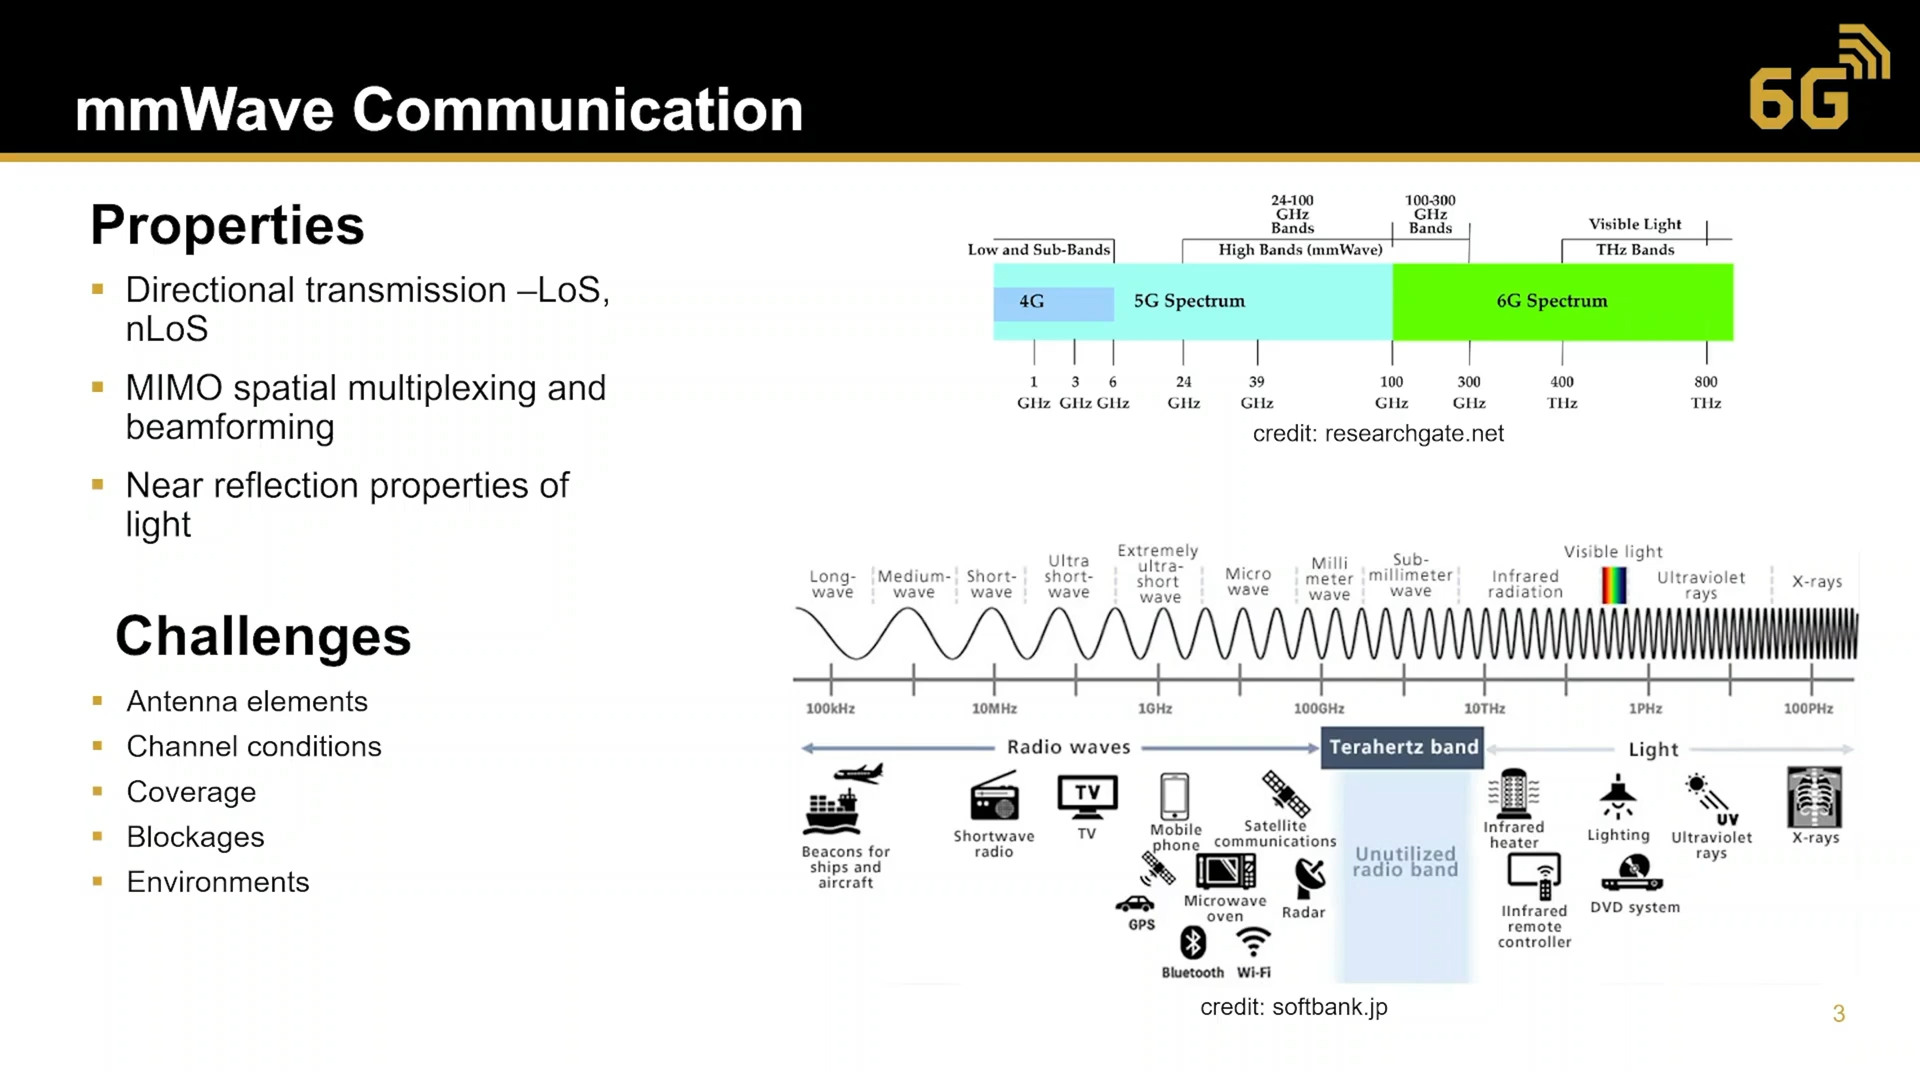 mmWave Communication
6G
Properties
Directional transmission –LoS,
nLoS
MIMO spatial multiplexing and
beamforming
Near reflection properties of
light
Challenges
Antenna elements
Channel conditions
Coverage
Blockages
Environments
24-100
GHz
Bands
100-300
GHz
Bands
Visible Light
Low and Sub-Bands
High Bands (mmWave)
THz Bands
4G
5G Spectrum
6G Spectrum
1 3 6 24 39 100 300 400 800
GHz GHz GHz GHz GHz GHz GHz THz THz
credit: researchgate.net
Long-
wave
Medium-
wave
Short-
wave
Ultra
short-
wave
Extremely
ultra-
short
wave
Micro
wave
Milli
meter
wave
Sub-
millimeter
wave
Infrared
radiation
Visible light
Ultraviolet
rays
X-rays
100kHz 10MHz 1GHz 100GHz 10THz 1PHz 100PHz
Radio waves
Terahertz band
Light
Beacons for
ships and
aircraft
Shortwave
radio
TV
TV
Mobile
phone
Satellite
communications
GPS
Microwave
oven
Radar
Bluetooth
Wi-Fi
Unutilized
radio band
Infrared
heater
IInfrared
remote
controller
Lighting
DVD system
UV
Ultraviolet
rays
X-rays
credit: softbank.jp
3